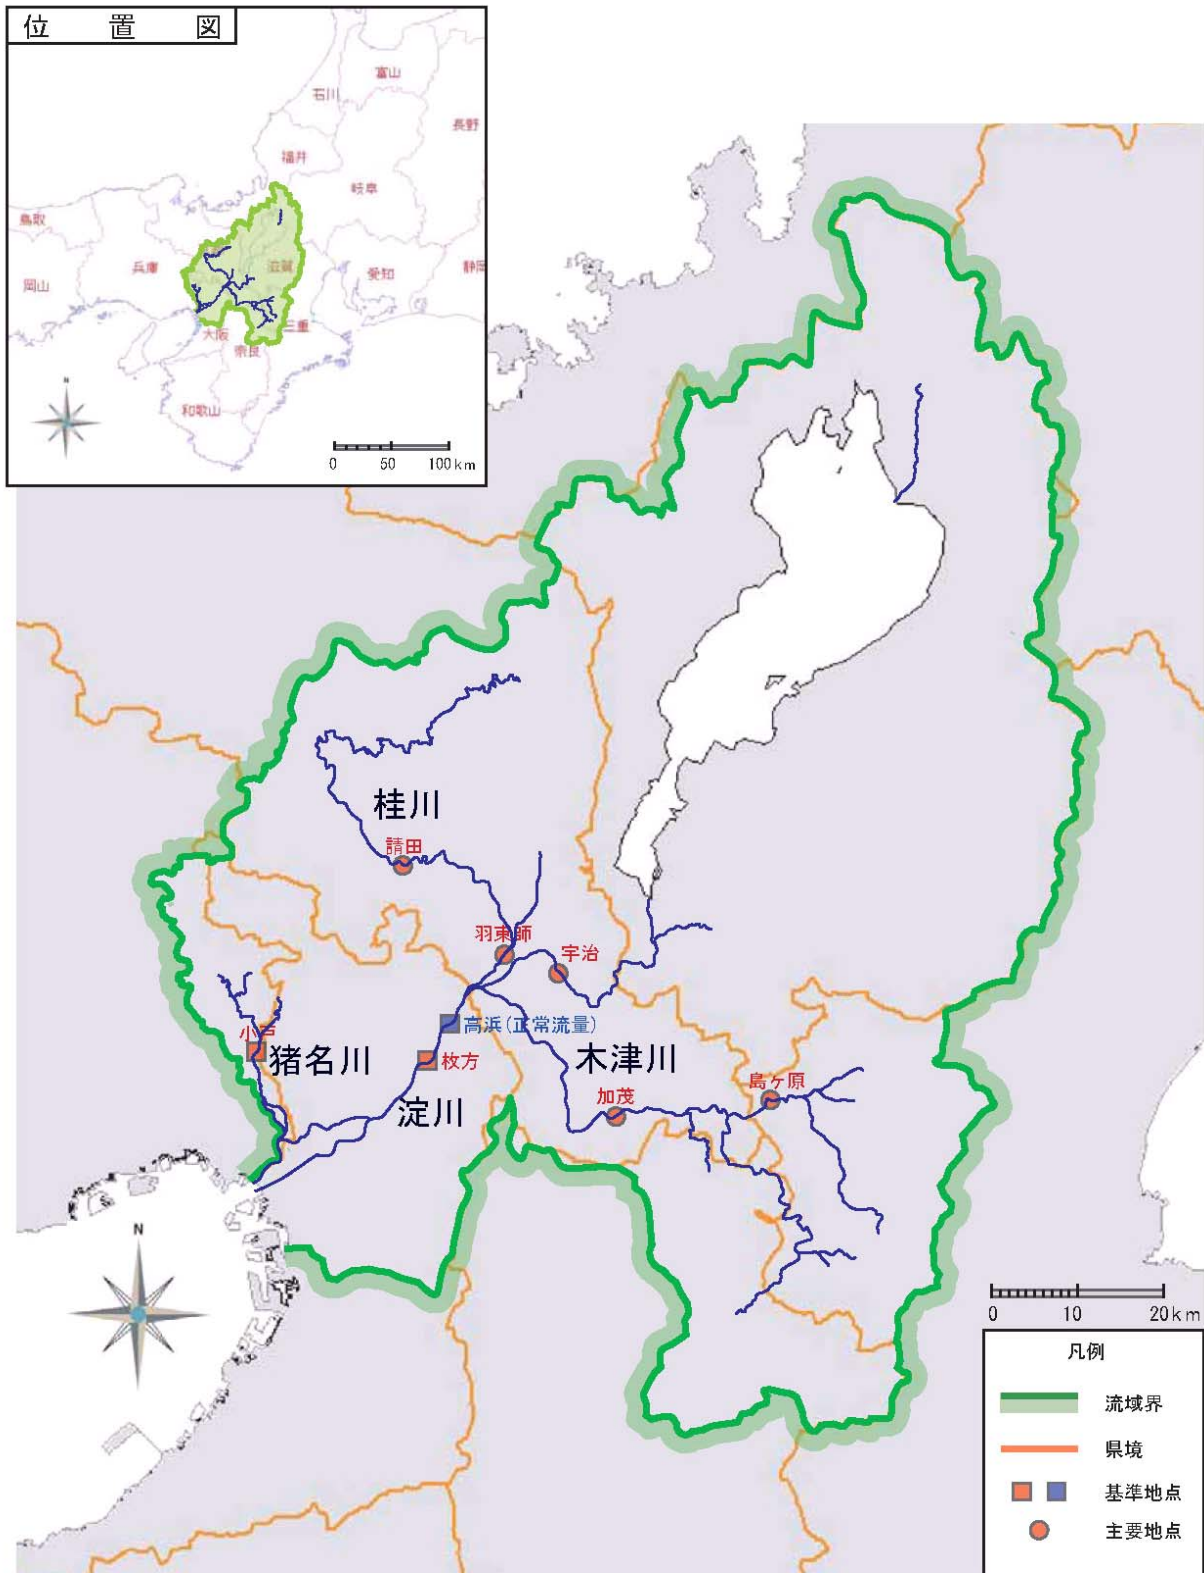 位置図
富山
石川
長野
福井
岐阜
鳥取
兵庫
滋賀
愛知
静岡
岡山
大阪
三重
奈良
和歌山
N
0 50 100km
桂川
請田
羽束師
宇治
高浜(正常流量)
小戸
猪名川
枚方
木津川
島ヶ原
加茂
淀川
N
0 10 20km
凡例
流域界
県境
基準地点
主要地点